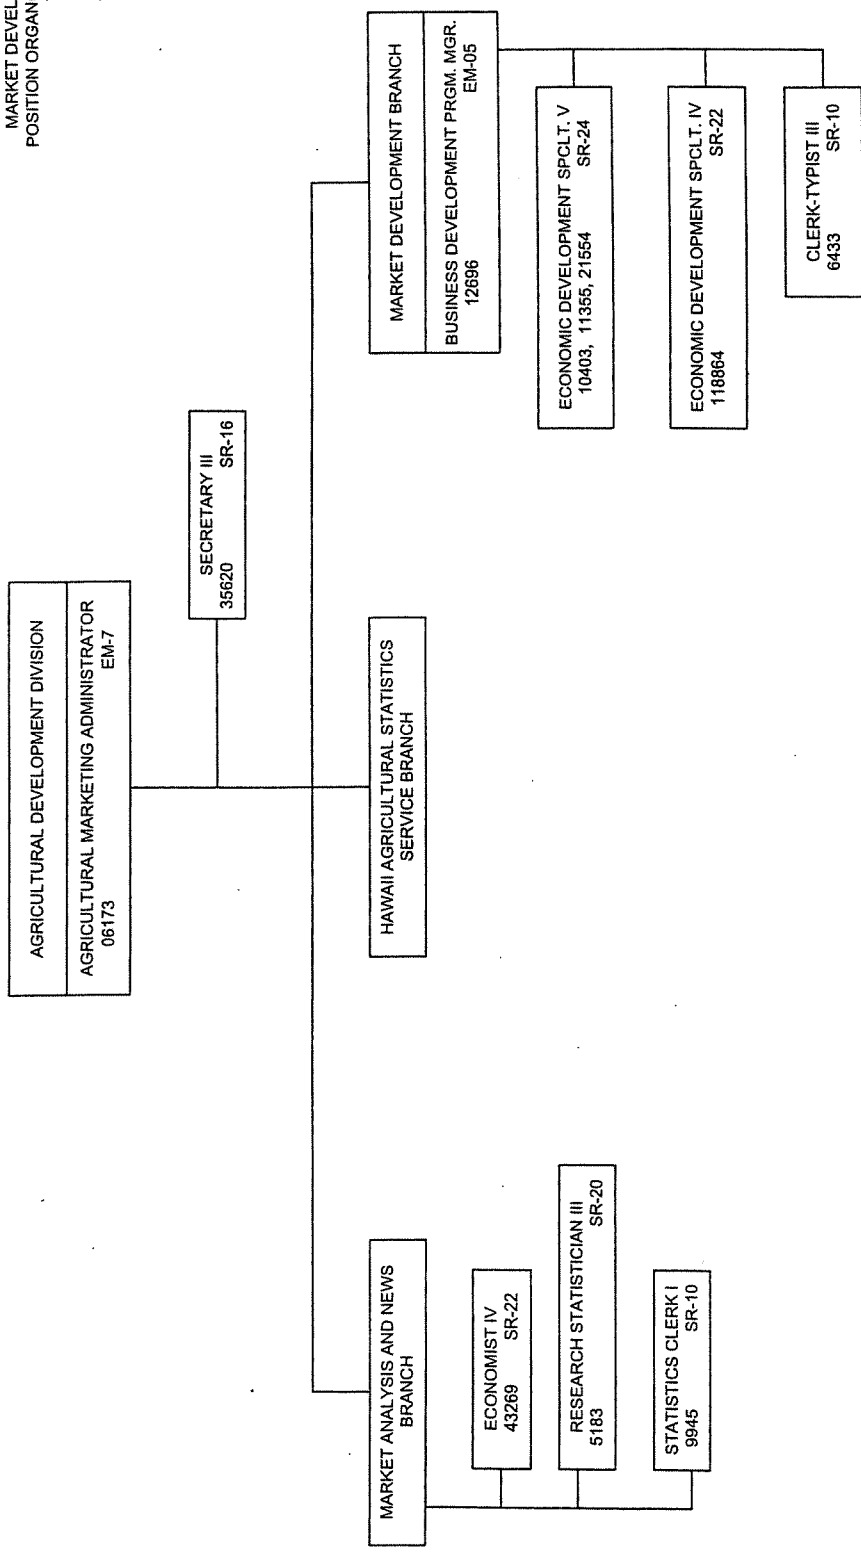 MARKET DEVEL
POSITION ORGAN
AGRICULTURAL DEVELOPMENT DIVISION
AGRICULTURAL MARKETING ADMINISTRATOR
06173 EM-7
SECRETARY III
35620 SR-16
MARKET ANALYSIS AND NEWS
BRANCH
ECONOMIST IV
43269 SR-22
RESEARCH STATISTICIAN III
5183 SR-20
STATISTICS CLERK I
9945 SR-10
HAWAII AGRICULTURAL STATISTICS
SERVICE BRANCH
MARKET DEVELOPMENT BRANCH
BUSINESS DEVELOPMENT PRGM. MGR.
12696 EM-05
ECONOMIC DEVELOPMENT SPCLT. V
10403, 11355, 21554 SR-24
ECONOMIC DEVELOPMENT SPCLT. IV
118864 SR-22
CLERK-TYPIST III
6433 SR-10